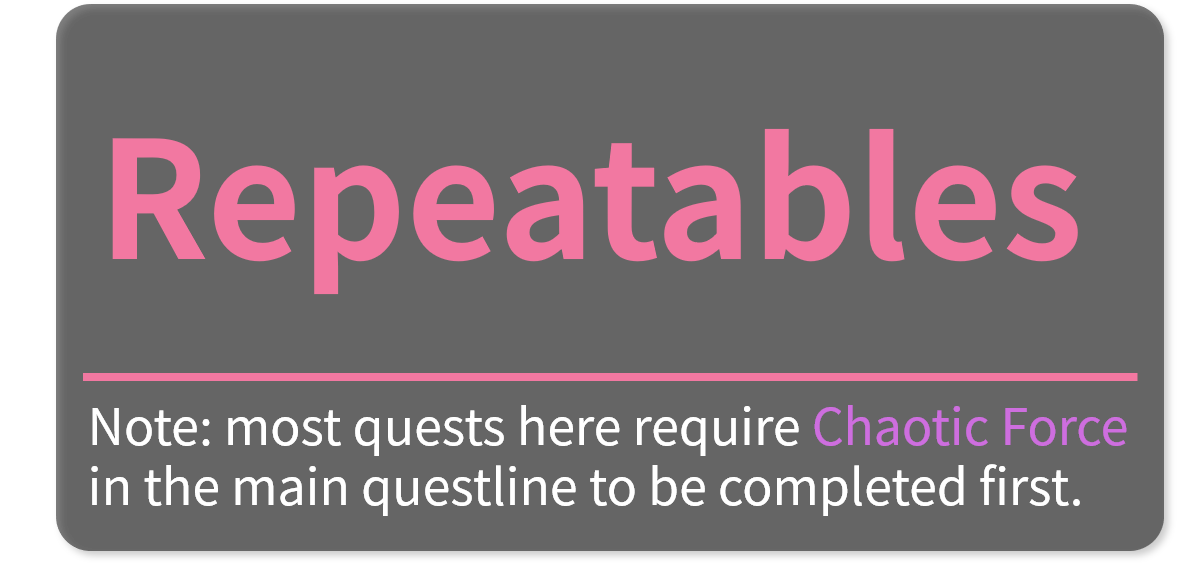 Repeatables
Note: most quests here require Chaotic Force
in the main questline to be completed first.